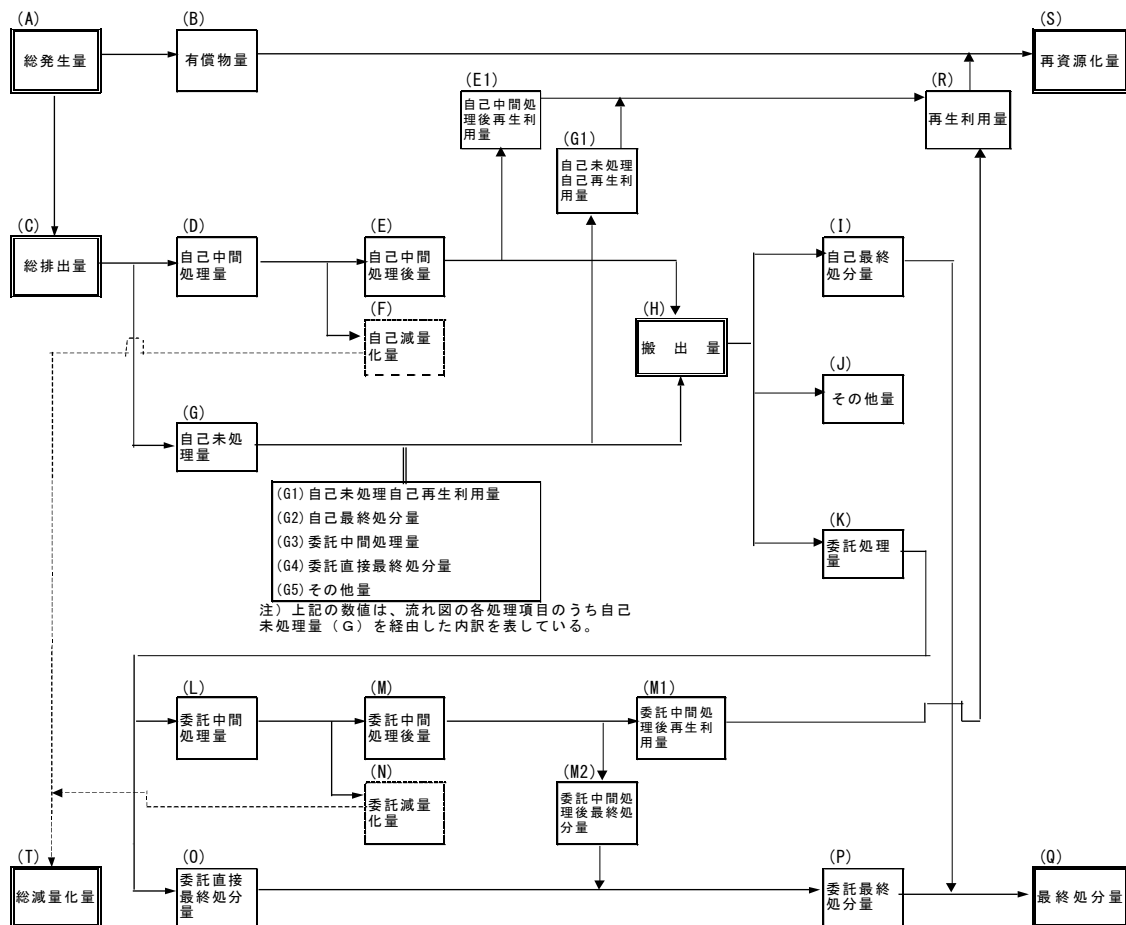 (A)
総発生量
(B)
有償物量
(S)
再資源化量
(E1)
自己中間処
理後再生利
用量
(R)
再生利用量
(G1)
自己未処理
自己再生利
用量
(C)
総排出量
(D)
自己中間
処理量
(E)
自己中間
処理後量
(I)
自己最終
処分量
(F)
自己減量
化量
(H)
搬 出 量
(J)
その他量
(G)
自己未処
理量
(G1)自己未処理自己再生利用量
(G2)自己最終処分量
(G3)委託中間処理量
(G4)委託直接最終処分量
(G5)その他量
注）上記の数値は、流れ図の各処理項目のうち自己
未処理量（Ｇ）を経由した内訳を表している。
(K)
委託処理
量
(L)
委託中間
処理量
(M)
委託中間
処理後量
(M1)
委託中間処
理後再生利
用量
(N)
委託減量
化量
(M2)
委託中間処
理後最終処
分量
(T)
総減量化量
(O)
委託直接
最終処分
量
(P)
委託最終
処分量
(Q)
最終処分量